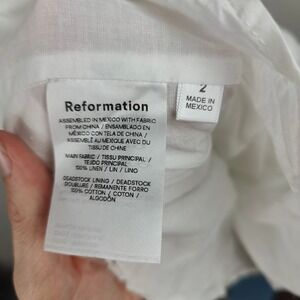 Reformation
ASSEMBLED IN MEXICO WITH FABRIC
FROM CHINA / ENSAMBLADO EN
MÉXICO CON TELA DE CHINA /
ASSEMBLÉ AU MEXIQUE AVEC DU
TISSU DE CHINE
MAIN FABRIC / TISSU PRINCIPAL /
TEJIDO PRINCIPAL
100% LINEN / LIN / LINO
DEADSTOCK LINING / DEADSTOCK
DOUBLURE / REMANENTE FORRO
100% COTTON / COTON /
ALGODÓN
2
MADE IN
MEXICO